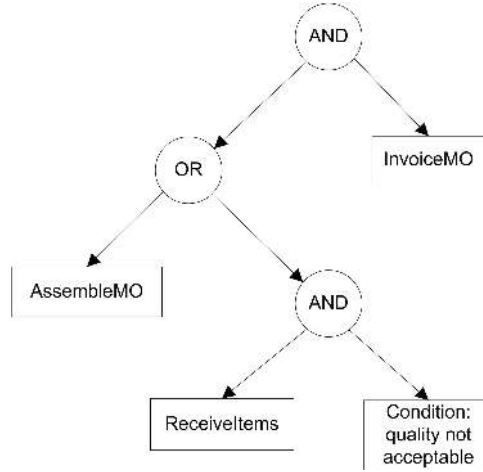 AND
OR
InvoiceMO
AssembleMO
AND
ReceiveItems
Condition:
quality not
acceptable